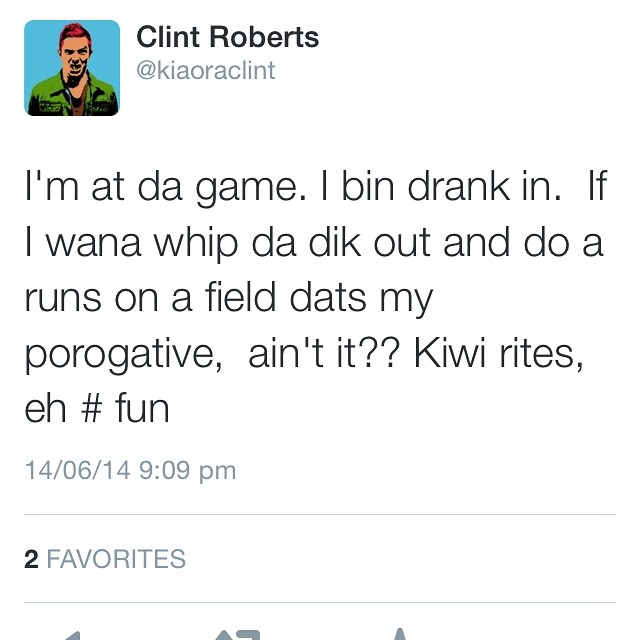 Clint Roberts
@kiaoraclint
I'm at da game. I bin drank in.  If
I wana whip da dik out and do a
runs on a field dats my
porogative,  ain't it?? Kiwi rites,
eh # fun
14/06/14 9:09 pm
2 FAVORITES